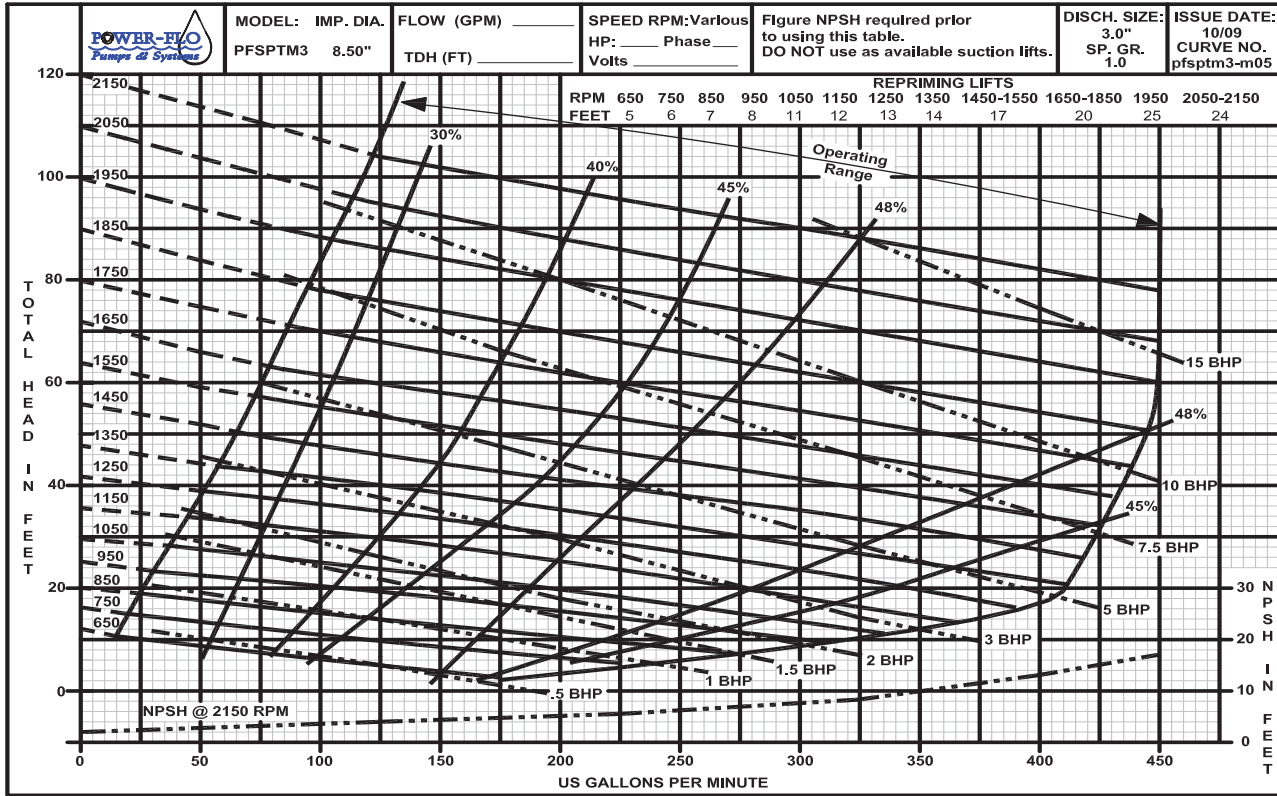 POWER-FLO
Pumps & Systems
MODELː IMP. DIA.
PFSPTM3 8.50"
FLOW (GPM)
TDH (FT)
SPEED RPM:Various
HP: ____ Phase___
Volts
Figure NPSH required prior
to using this table.
DO NOT use as available suction lifts.
DISCH. SIZE:
3.0"
SP. GR.
1.0
ISSUE DATE:
10/09
CURVE NO.
pfsptm3-m05
REPRIMING LIFTS
RPM 650 750 850 950 1050 1150 1250 1350 1450-1550 1650-1850 1950 2050-2150
FEET 5 6 7 8 11 12 13 14 17 20 25 24
Operating
Range
120
100
80
60
40
20
0
TOTAL HEAD IN FEET
2150
2050
1950
1850
1750
1650
1550
1450
1350
1250
1150
1050
950
850
750
650
30%
40%
45%
48%
48%
45%
15 BHP
10 BHP
7.5 BHP
5 BHP
3 BHP
2 BHP
1.5 BHP
1 BHP
.5 BHP
NPSH @ 2150 RPM
30
20
10
0
NPSH IN FEET
0 50 100 150 200 250 300 350 400 450
US GALLONS PER MINUTE